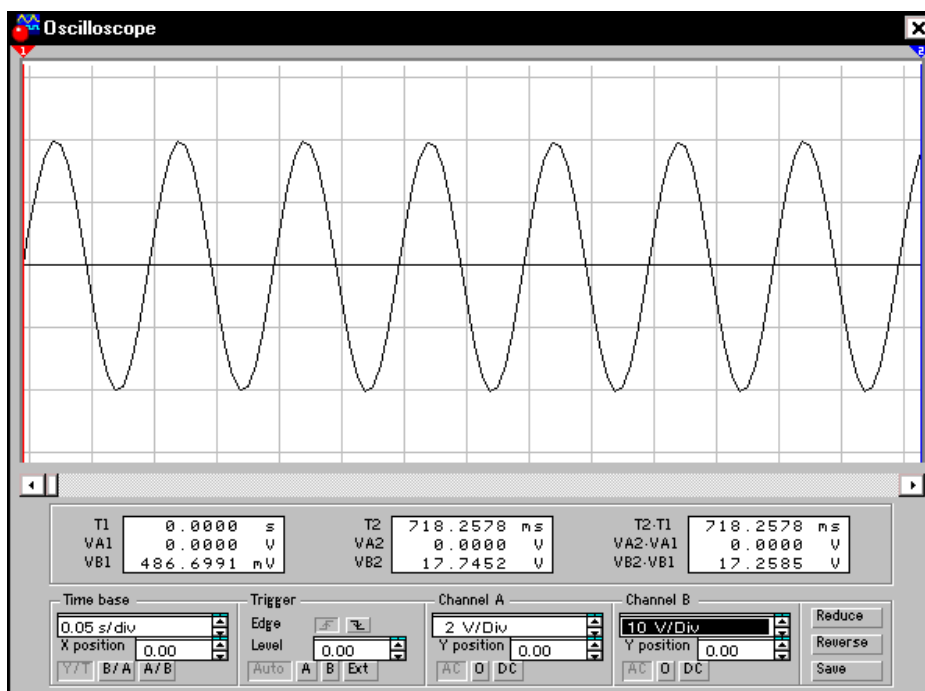 Oscilloscope
1 2
T1 0.0000 s T2 718.2578 ms T2-T1 718.2578 ms
VA1 0.0000 V VA2 0.0000 V VA2-VA1 0.0000 V
VB1 486.6991 mV VB2 17.7452 V VB2-VB1 17.2585 V
Time base Trigger Channel A Channel B
0.05 s/div Edge 2 V/Div 10 V/Div Reduce
X position 0.00 Level 0.00 Y position 0.00 Y position 0.00 Reverse
Y/T B/A A/B Auto A B Ext AC 0 DC AC 0 DC Save